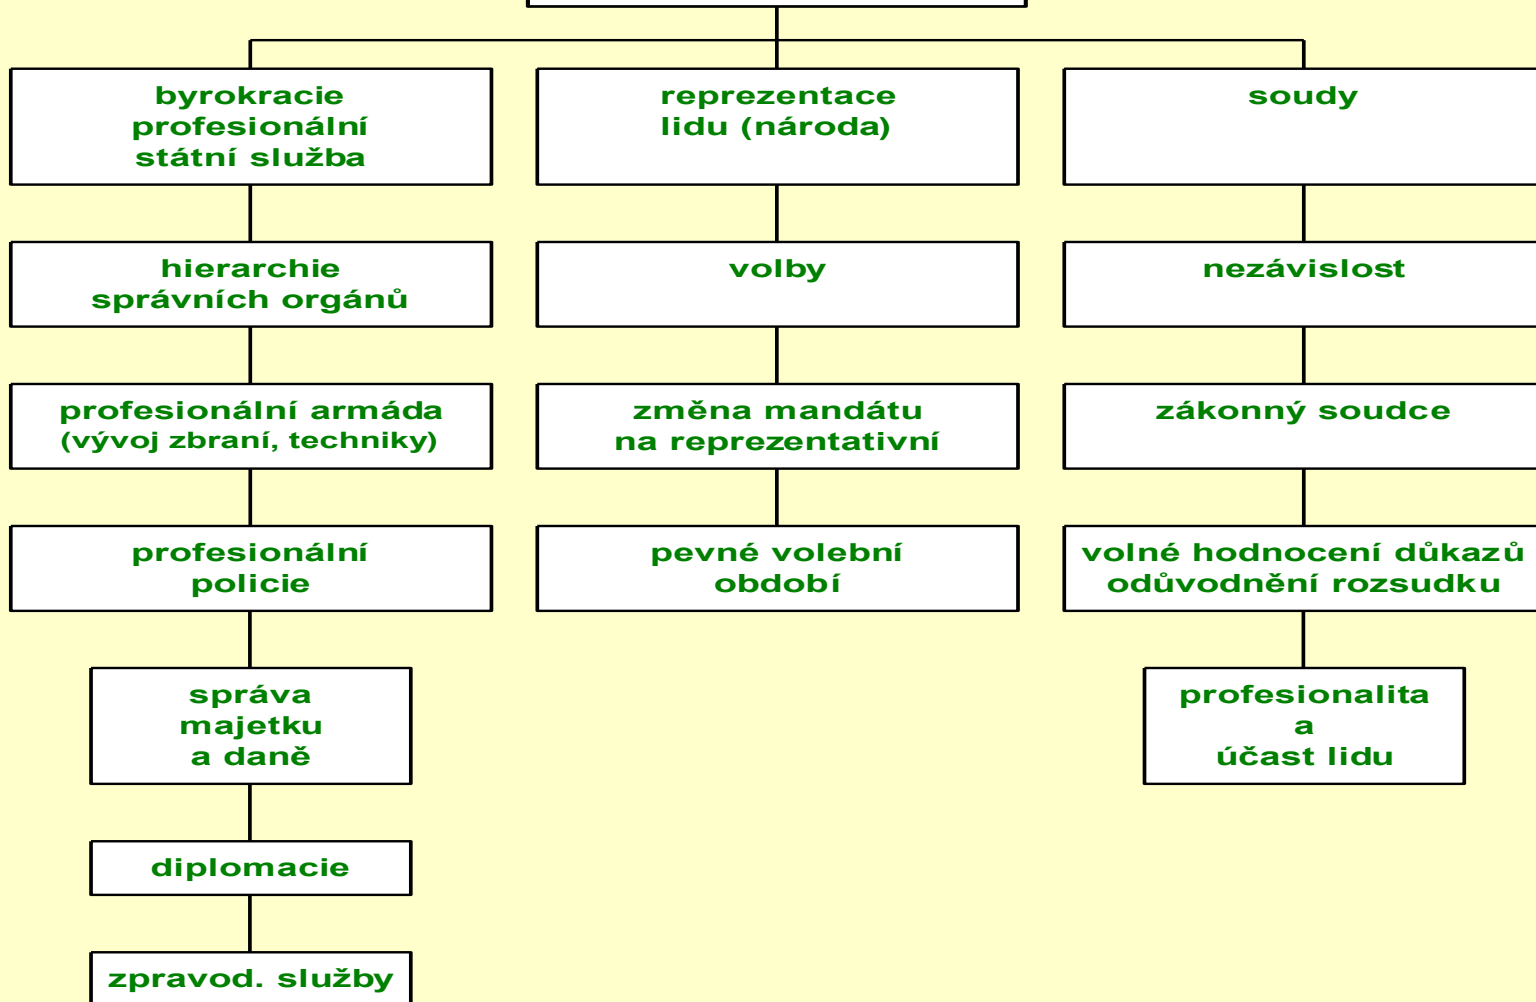 byrokracie
profesionální
státní služba
reprezentace
lidu (národa)
soudy
hierarchie
správních orgánů
volby
nezávislost
profesionální armáda
(vývoj zbraní, techniky)
změna mandátu
na reprezentativní
zákonný soudce
profesionální
policie
pevné volební
období
volné hodnocení důkazů
odůvodnění rozsudku
správa
majetku
a daně
profesionalita
a
účast lidu
diplomacie
zpravod. služby